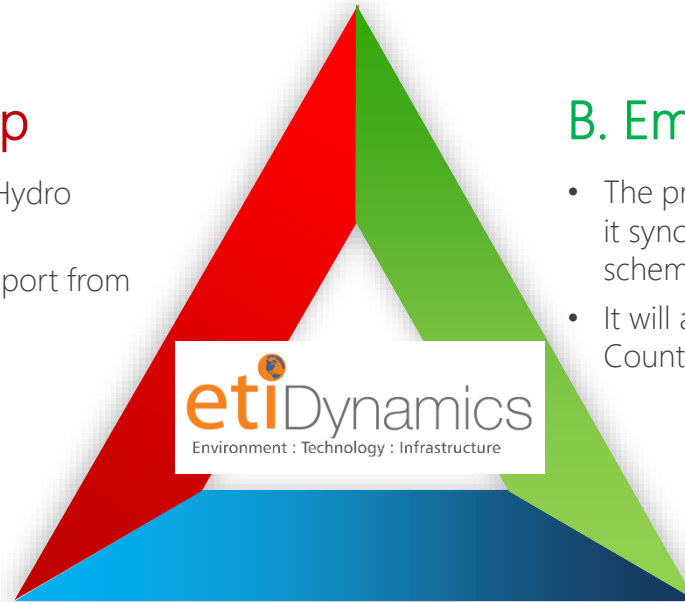 p
Hydro
port from
etiDynamics
Environment : Technology : Infrastructure
B. Em
• The pr
it sync
schem
• It will a
Count